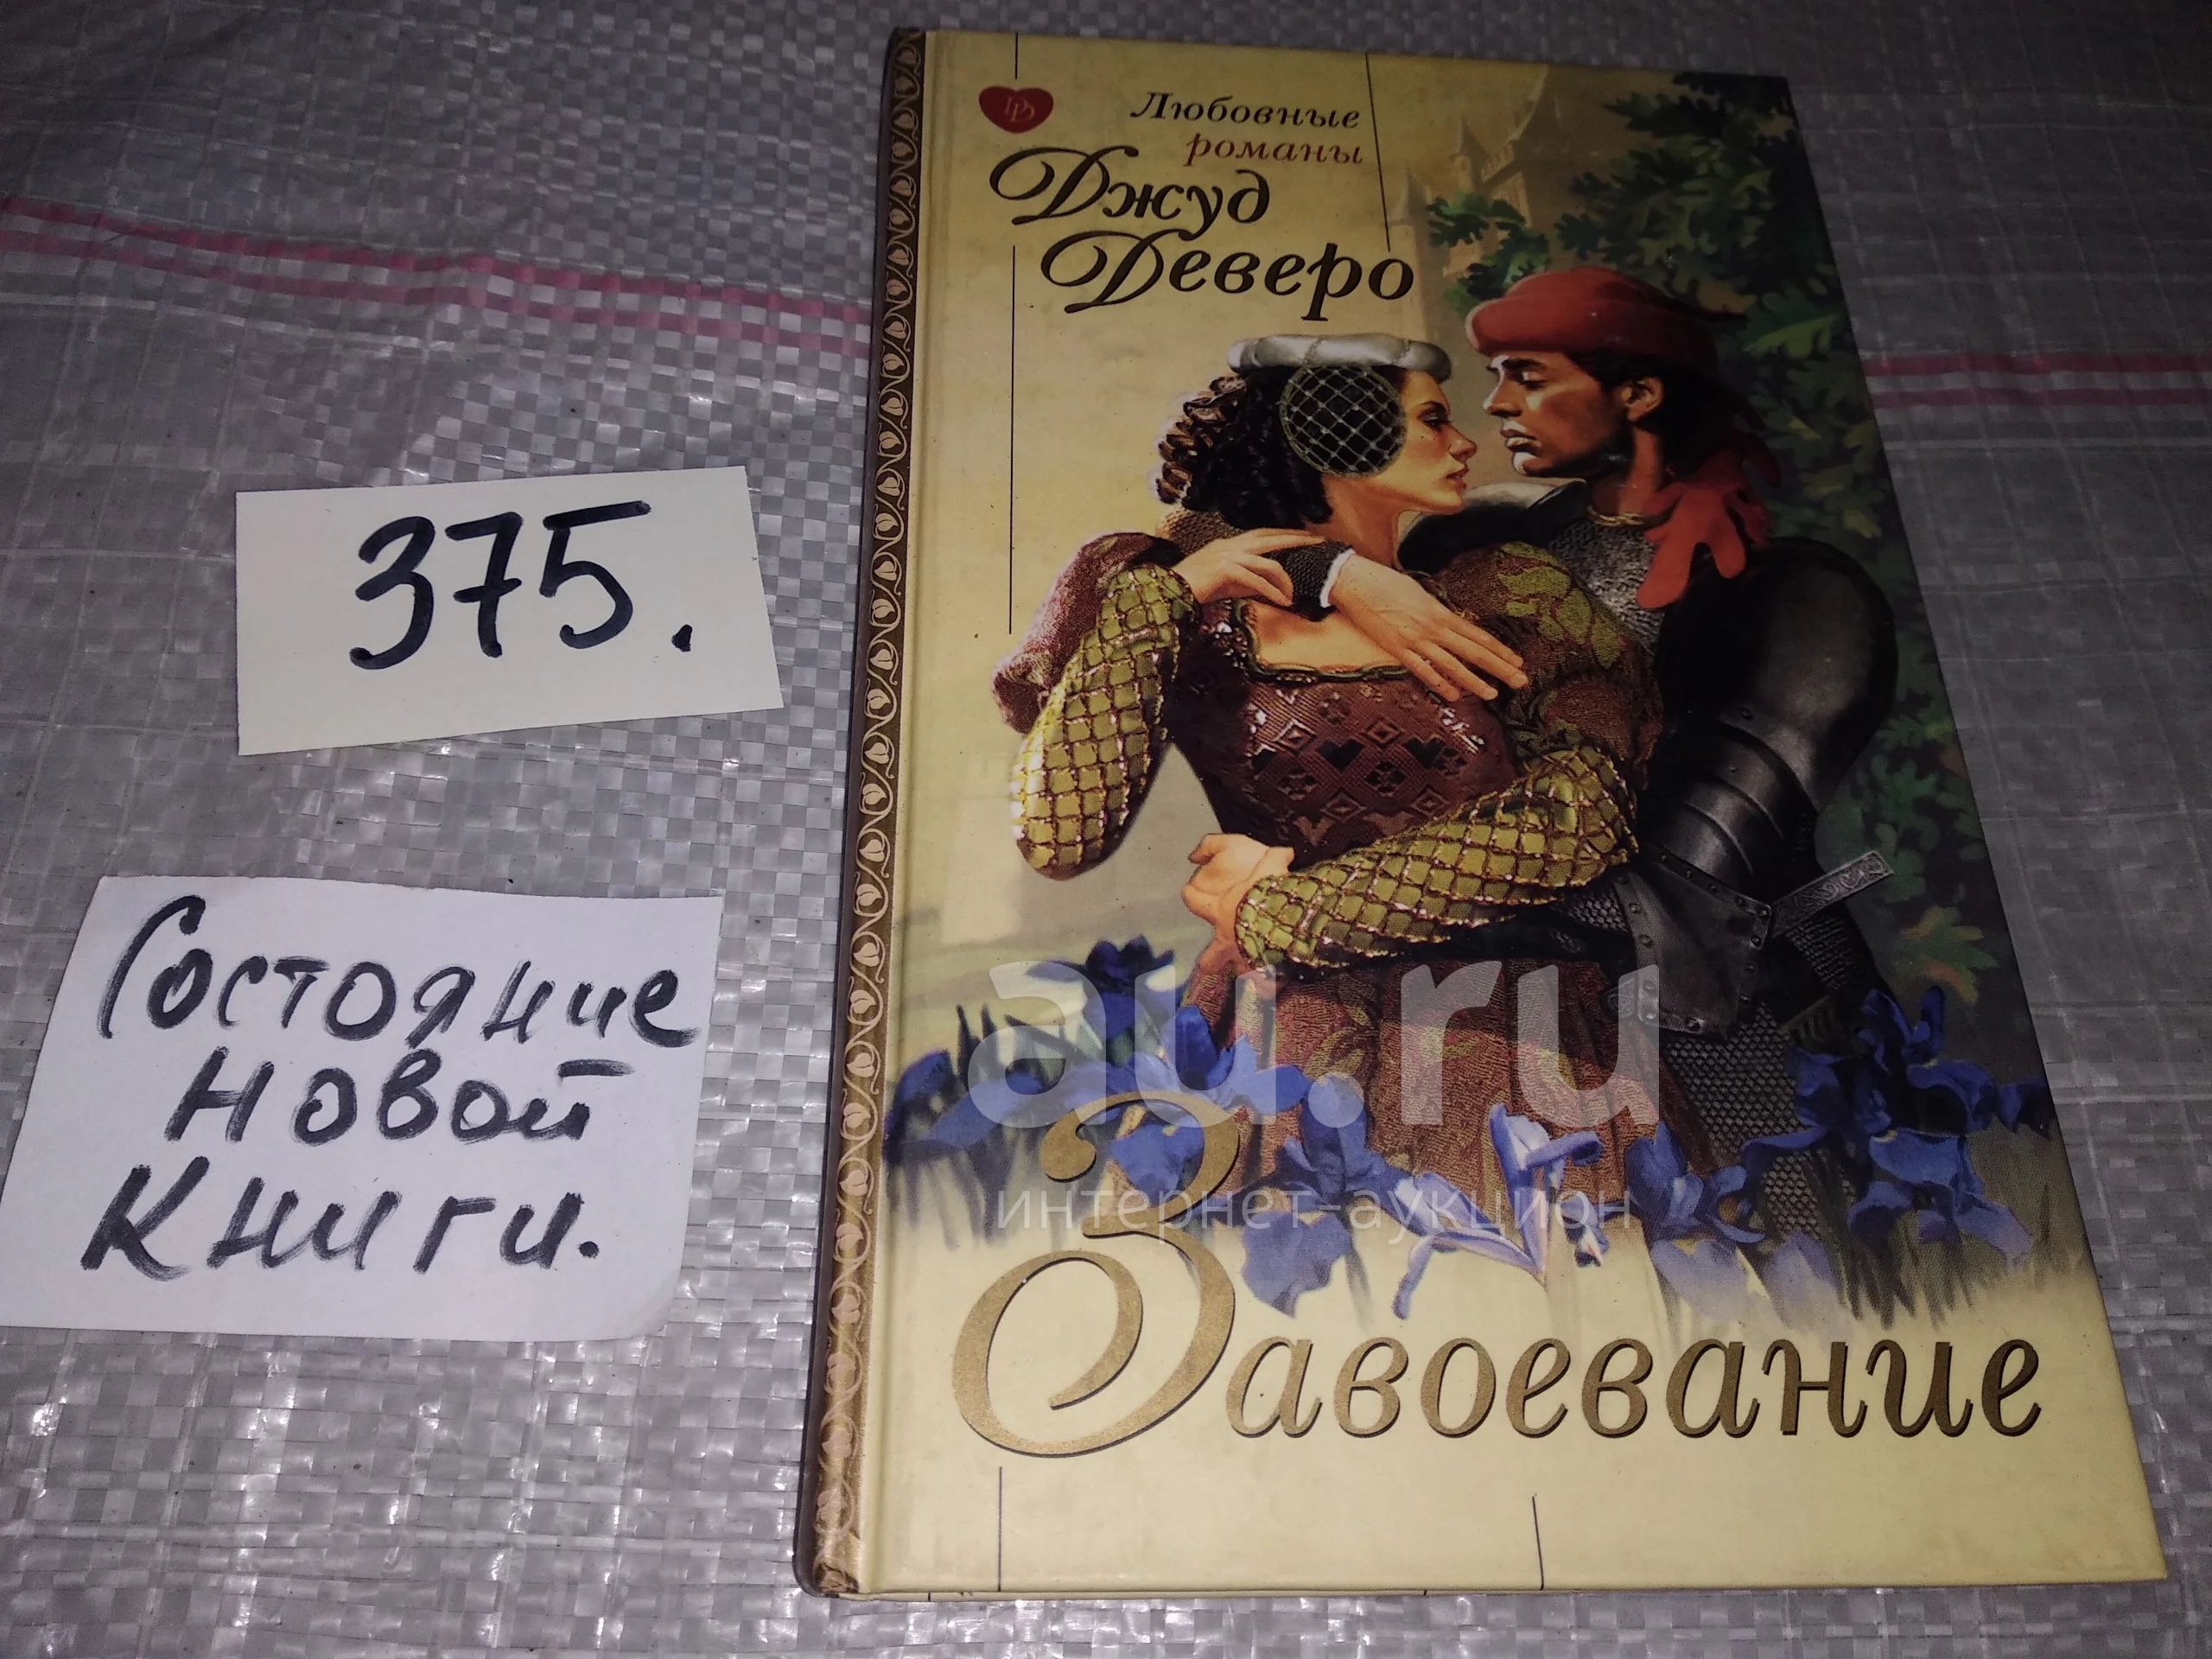 Любовные
романы
Джуд
Деверо
375.
Состояние
новой
книги.
au.ru
интернет-аукцион
Завоевание